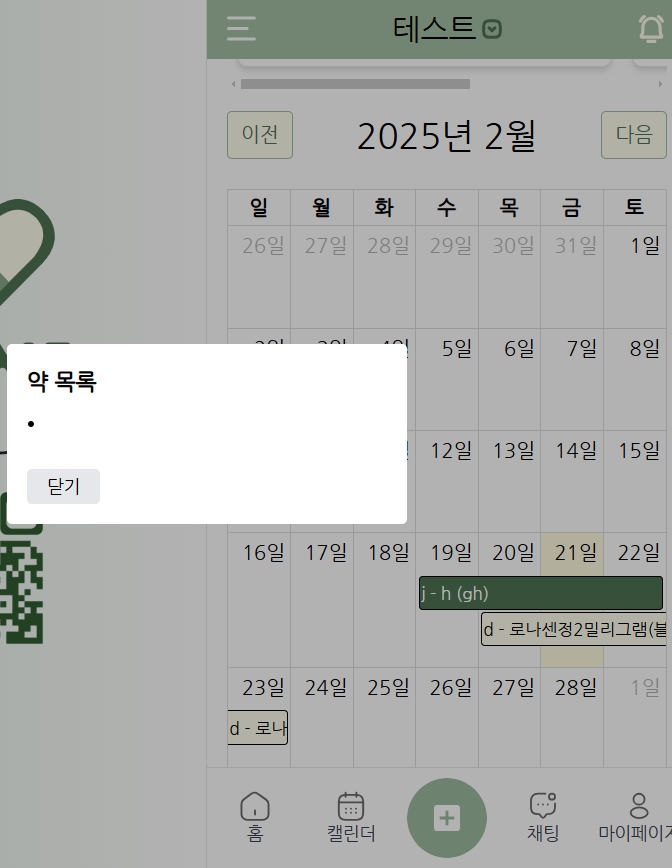 테스트
이전
2025년 2월
다음
일 월 화 수 목 금 토
26일 27일 28일 29일 30일 31일 1일
5일 6일 7일 8일
약 목록
12일 13일 14일 15일
닫기
16일 17일 18일 19일 20일 21일 22일
j - h (gh)
d - 로나센정2밀리그램(블
23일 24일 25일 26일 27일 28일 1일
d - 로나
홈 캘린더 채팅 마이페이지